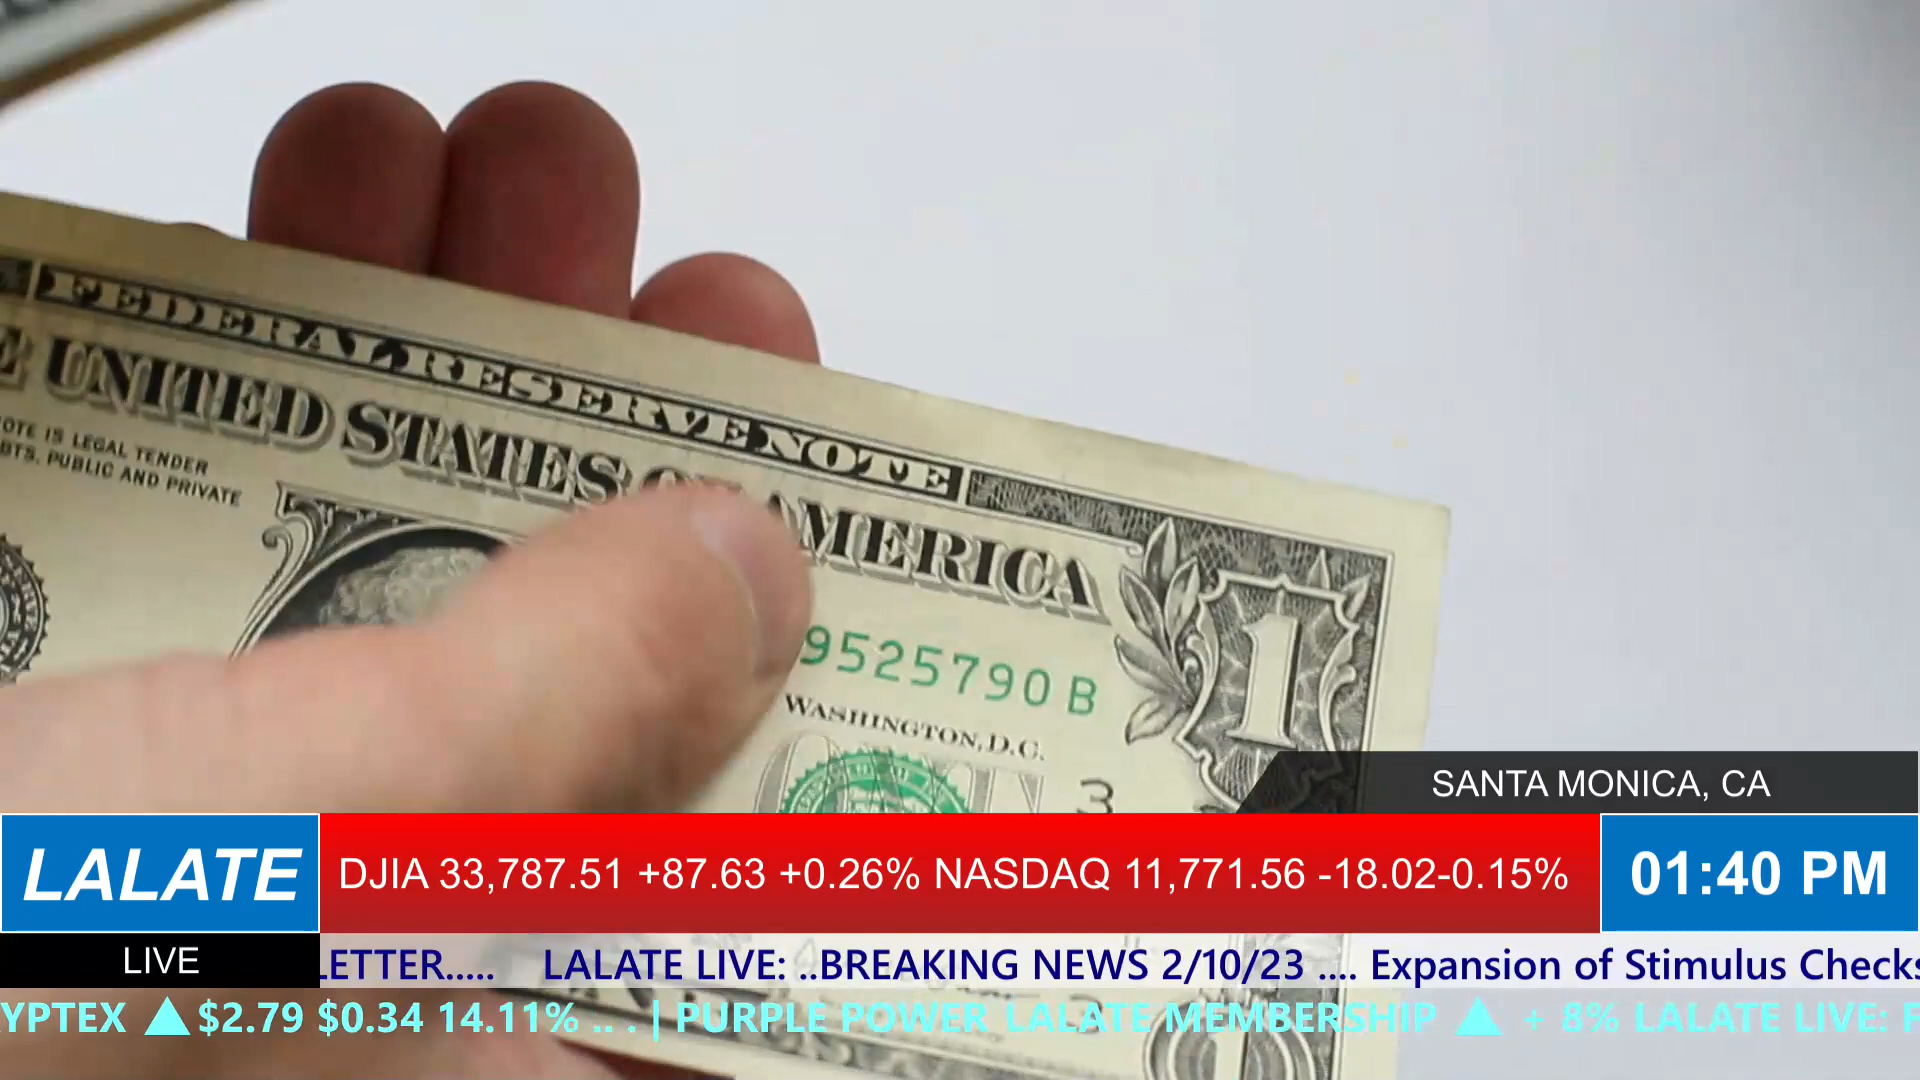 FEDERAL RESERVE NOTE
UNITED STATES OF AMERICA
IS LEGAL TENDER
PUBLIC AND PRIVATE
1
9525790 B
WASHINGTON, D.C.
3
SANTA MONICA, CA
LALATE
DJIA 33,787.51 +87.63 +0.26% NASDAQ 11,771.56 -18.02-0.15%
01:40 PM
LIVE
LETTER..... LALATE LIVE: ..BREAKING NEWS 2/10/23 .... Expansion of Stimulus Checks
YPTEX ▲$2.79 $0.34 14.11% .. . | PURPLE POWER LALATE MEMBERSHIP ▲ + 8% LALATE LIVE: F